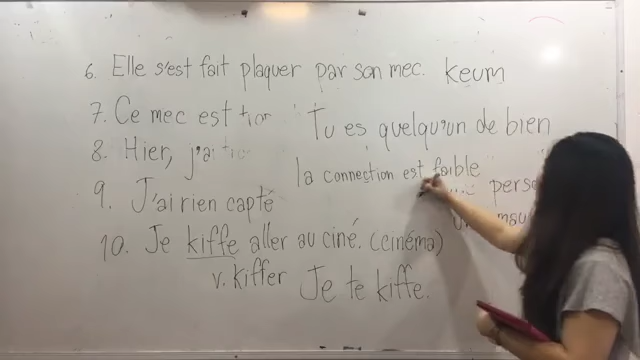 6. Elle s'est fait plaquer par son mec. keum
7. Ce mec est
Tu es quelqu'un de bien
8. Hier, j'ai
la connection est faible
9. J'ai rien capté
10. Je kiffe aller au ciné. (cinéma)
v. kiffer Je te kiffe.